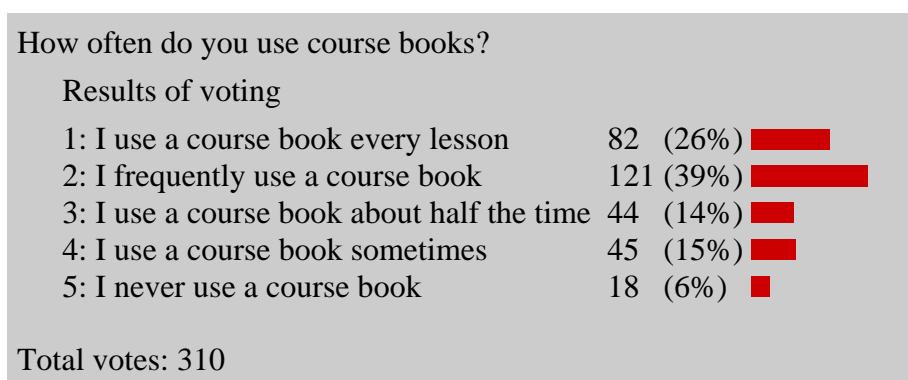 How often do you use course books?
Results of voting
1: I use a course book every lesson 82 (26%)
2: I frequently use a course book 121 (39%)
3: I use a course book about half the time 44 (14%)
4: I use a course book sometimes 45 (15%)
5: I never use a course book 18 (6%)
Total votes: 310